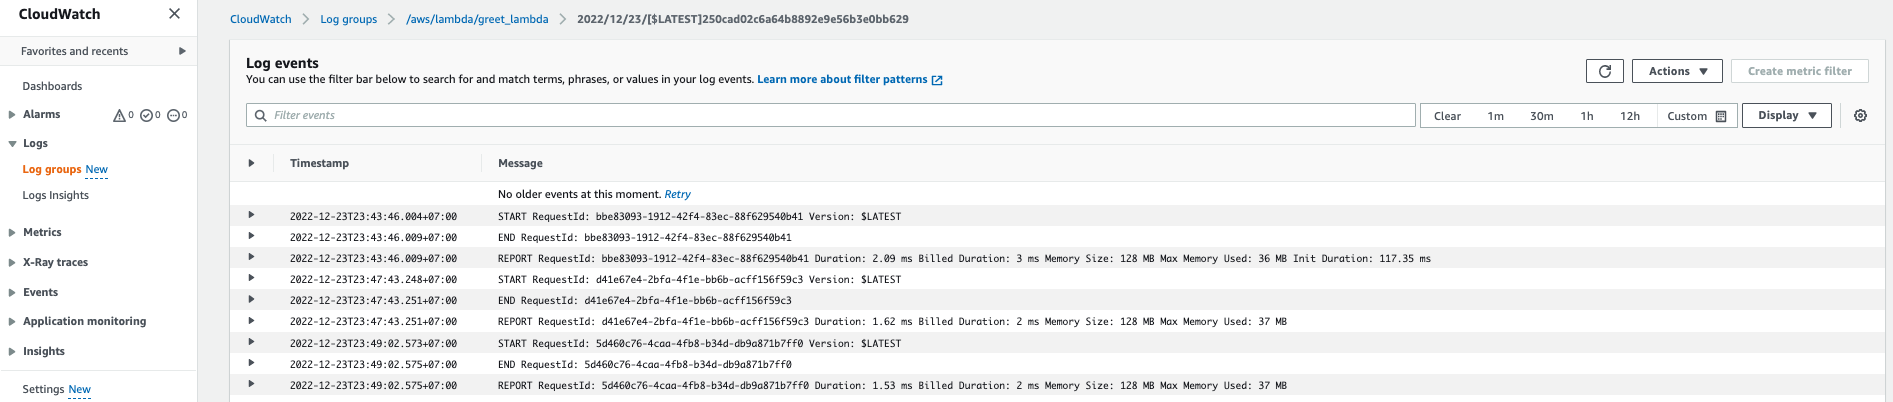 CloudWatch
Favorites and recents
Dashboards
Alarms 0 0 0
Logs
Log groups New
Logs Insights
Metrics
X-Ray traces
Events
Application monitoring
Insights
Settings New
CloudWatch Log groups /aws/lambda/greet_lambda 2022/12/23/[$LATEST]250cad02c6a64b8892e9e56b3e0bb629
Log events
You can use the filter bar below to search for and match terms, phrases, or values in your log events. Learn more about filter patterns
Actions Create metric filter
Filter events Clear 1m 30m 1h 12h Custom Display
Timestamp Message
No older events at this moment. Retry
2022-12-23T23:43:46.004+07:00 START RequestId: bbe83093-1912-42f4-83ec-88f629540b41 Version: $LATEST
2022-12-23T23:43:46.009+07:00 END RequestId: bbe83093-1912-42f4-83ec-88f629540b41
2022-12-23T23:43:46.009+07:00 REPORT RequestId: bbe83093-1912-42f4-83ec-88f629540b41 Duration: 2.09 ms Billed Duration: 3 ms Memory Size: 128 MB Max Memory Used: 36 MB Init Duration: 117.35 ms
2022-12-23T23:47:43.248+07:00 START RequestId: d41e67e4-2bfa-4f1e-bb6b-acff156f59c3 Version: $LATEST
2022-12-23T23:47:43.251+07:00 END RequestId: d41e67e4-2bfa-4f1e-bb6b-acff156f59c3
2022-12-23T23:47:43.251+07:00 REPORT RequestId: d41e67e4-2bfa-4f1e-bb6b-acff156f59c3 Duration: 1.62 ms Billed Duration: 2 ms Memory Size: 128 MB Max Memory Used: 37 MB
2022-12-23T23:49:02.573+07:00 START RequestId: 5d460c76-4caa-4fb8-b34d-db9a871b7ff0 Version: $LATEST
2022-12-23T23:49:02.575+07:00 END RequestId: 5d460c76-4caa-4fb8-b34d-db9a871b7ff0
2022-12-23T23:49:02.575+07:00 REPORT RequestId: 5d460c76-4caa-4fb8-b34d-db9a871b7ff0 Duration: 1.53 ms Billed Duration: 2 ms Memory Size: 128 MB Max Memory Used: 37 MB